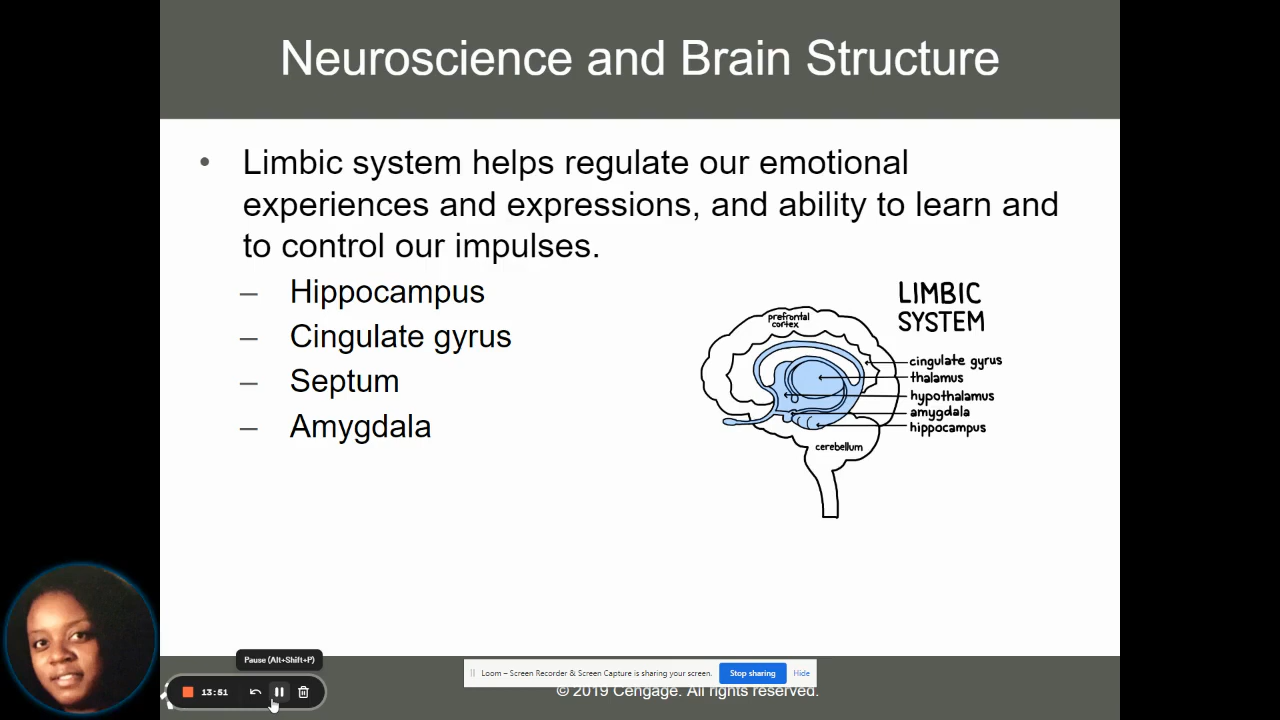 Neuroscience and Brain Structure
• Limbic system helps regulate our emotional
experiences and expressions, and ability to learn and
to control our impulses.
– Hippocampus
– Cingulate gyrus
– Septum
– Amygdala
LIMBIC
SYSTEM
prefrontal
cortex
cingulate gyrus
thalamus
hypothalamus
amygdala
hippocampus
cerebellum
Pause (Alt+Shift+P)
13:51
Loom – Screen Recorder & Screen Capture is sharing your screen.
Stop sharing
Hide
© 2019 Cengage. All rights reserved.